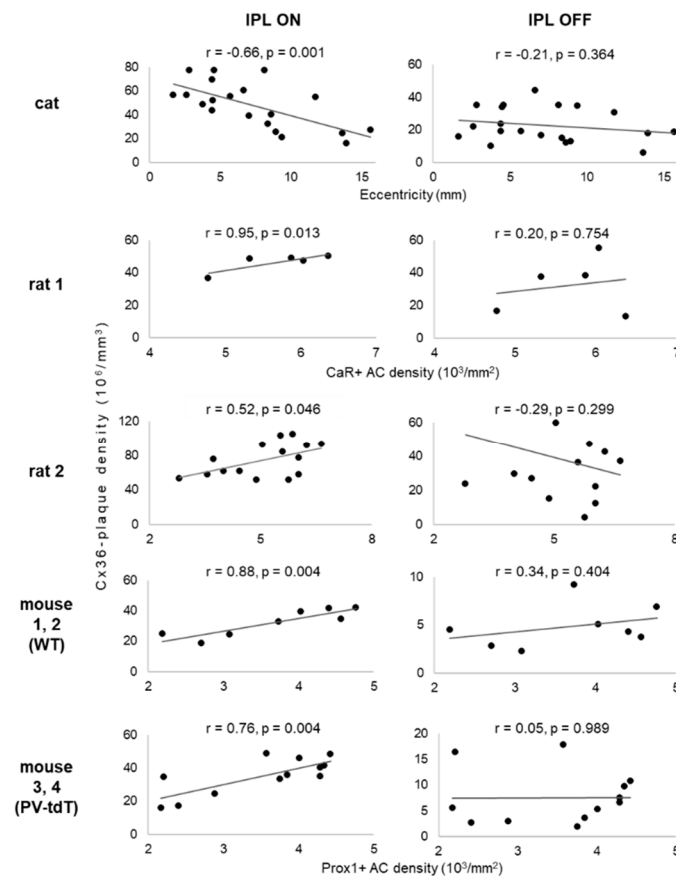 IPL ON IPL OFF
r = -0.66, p = 0.001 r = -0.21, p = 0.364
cat
80
60
40
20
0
0 5 10 15
80
60
40
20
0
0 5 10 15
Eccentricity (mm)
r = 0.95, p = 0.013 r = 0.20, p = 0.754
rat 1
60
40
20
0
4 5 6 7
60
40
20
0
4 5 6 7
CaR+ AC density (10³/mm²)
Cx36-plaque density (10⁶/mm³)
r = 0.52, p = 0.046 r = -0.29, p = 0.299
rat 2
120
80
40
0
2 5 8
60
40
20
0
2 5 8
r = 0.88, p = 0.004 r = 0.34, p = 0.404
mouse
1, 2
(WT)
60
40
20
0
2 3 4 5
10
5
0
2 3 4 5
r = 0.76, p = 0.004 r = 0.05, p = 0.989
mouse
3, 4
(PV-tdT)
60
40
20
0
2 3 4 5
20
15
10
5
0
2 3 4 5
Prox1+ AC density (10³/mm²)